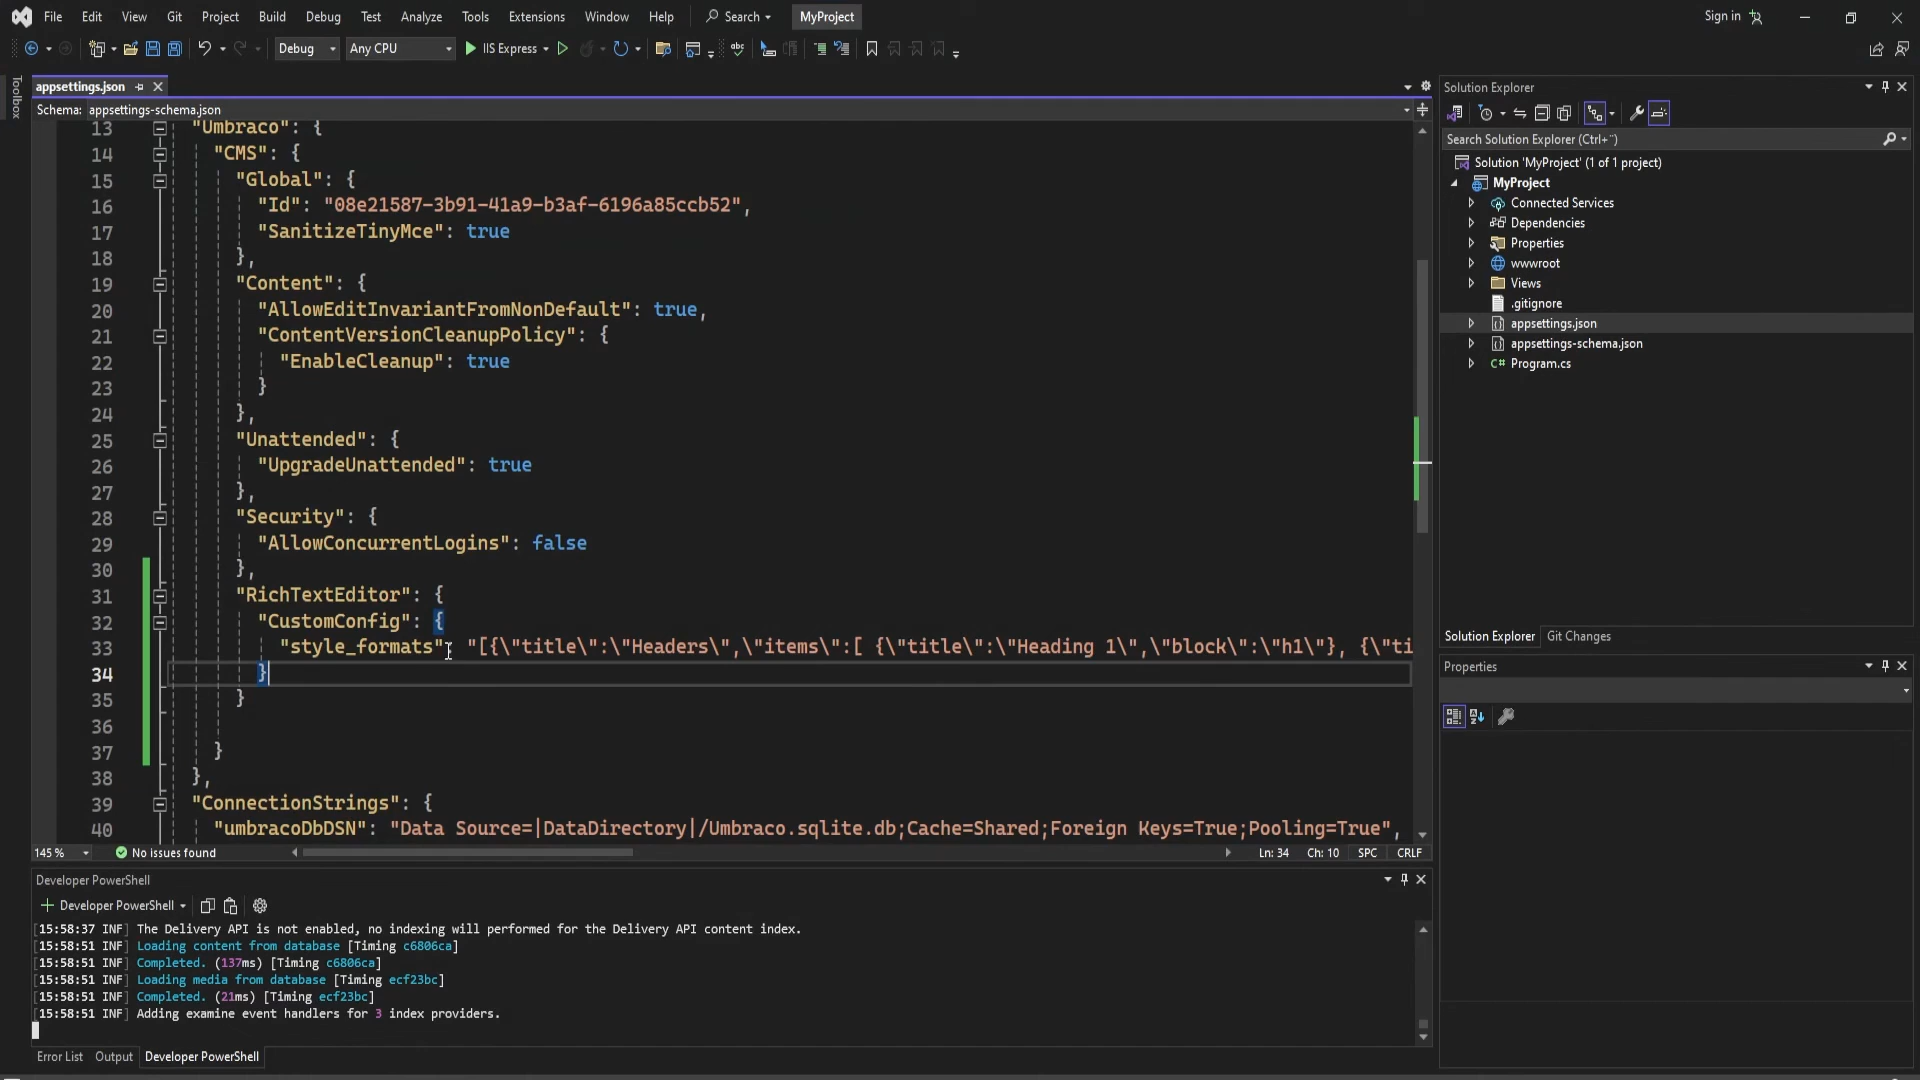 File Edit View Git Project Build Debug Test Analyze Tools Extensions Window Help Search MyProject Sign in
Debug Any CPU IIS Express
Toolbox
appsettings.json
Schema: appsettings-schema.json
13 "Umbraco": {
14 "CMS": {
15 "Global": {
16 "Id": "08e21587-3b91-41a9-b3af-6196a85ccb52",
17 "SanitizeTinyMce": true
18 },
19 "Content": {
20 "AllowEditInvariantFromNonDefault": true,
21 "ContentVersionCleanupPolicy": {
22 "EnableCleanup": true
23 }
24 },
25 "Unattended": {
26 "UpgradeUnattended": true
27 },
28 "Security": {
29 "AllowConcurrentLogins": false
30 },
31 "RichTextEditor": {
32 "CustomConfig": {
33 "style_formats": "[{\"title\":\"Headers\",\"items\":[ {\"title\":\"Heading 1\",\"block\":\"h1\"}, {\"ti
34 }
35 }
36
37 }
38 },
39 "ConnectionStrings": {
40 "umbracoDbDSN": "Data Source=|DataDirectory|/Umbraco.sqlite.db;Cache=Shared;Foreign Keys=True;Pooling=True",
145 % No issues found Ln: 34 Ch: 10 SPC CRLF
Developer PowerShell
+ Developer PowerShell
[15:58:37 INF] The Delivery API is not enabled, no indexing will performed for the Delivery API content index.
[15:58:51 INF] Loading content from database [Timing c6806ca]
[15:58:51 INF] Completed. (137ms) [Timing c6806ca]
[15:58:51 INF] Loading media from database [Timing ecf23bc]
[15:58:51 INF] Completed. (21ms) [Timing ecf23bc]
[15:58:51 INF] Adding examine event handlers for 3 index providers.
Error List Output Developer PowerShell
Solution Explorer
Search Solution Explorer (Ctrl+¨)
Solution 'MyProject' (1 of 1 project)
MyProject
Connected Services
Dependencies
Properties
wwwroot
Views
.gitignore
appsettings.json
appsettings-schema.json
C# Program.cs
Solution Explorer Git Changes
Properties